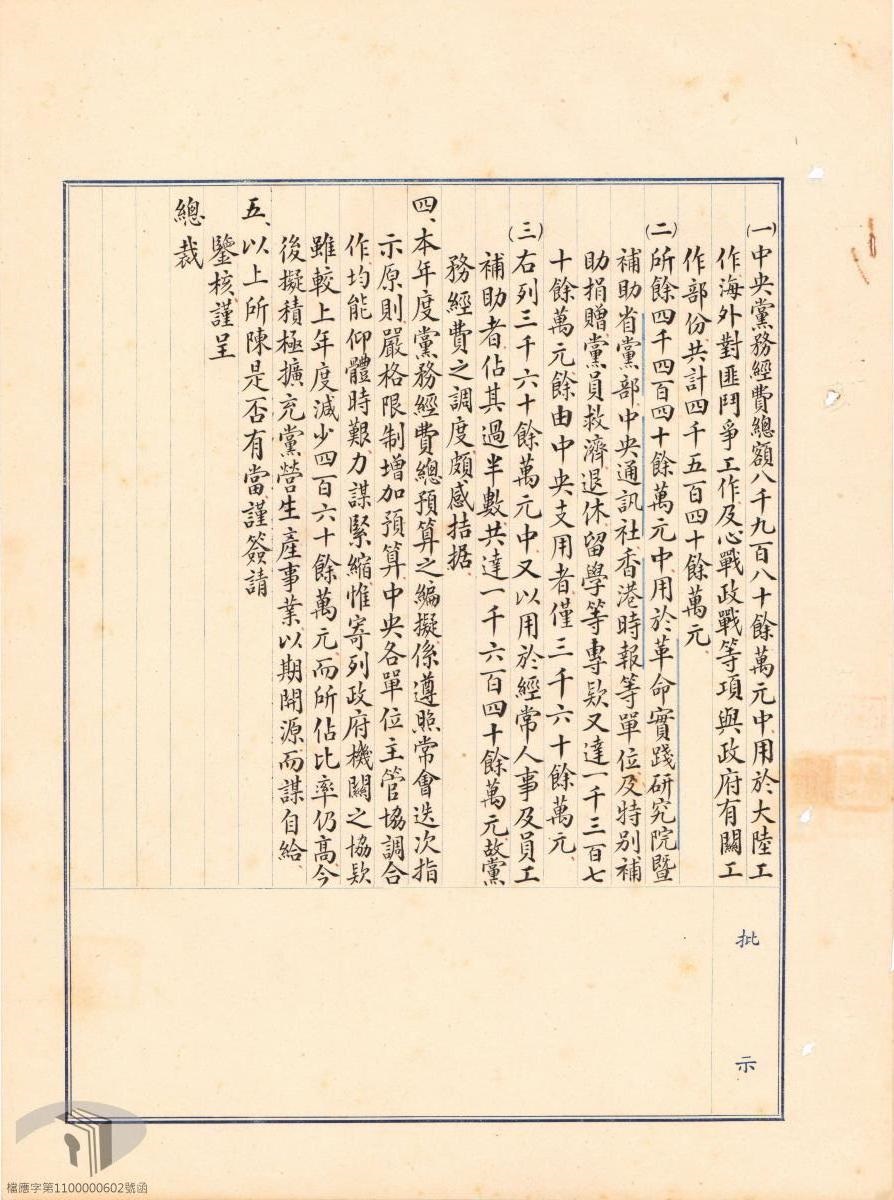 ㈠中央黨務經費總額八千九百八十餘萬元中用於大陸工
作海外對匪鬥爭工作及心戰政戰等項與政府有關工
作部份共計四千五百四十餘萬元
㈡所餘四千四百四十餘萬元中用於革命實踐研究院暨
補助省黨部中央通訊社香港時報等單位及特別補
助捐贈黨員救濟退休留學等專欵又達一千三百七
十餘萬元餘由中央支用者僅三千六十餘萬元
㈢右列三千六十餘萬元中又以用於經常人事及員工
補助者佔其過半數共達一千六百四十餘萬元故黨
務經費之調度頗感拮据
四、本年度黨務經費總預算之編擬係遵照常會迭次指
示原則嚴格限制增加預算中央各單位主管協調合
作均能仰體時艱力謀緊縮惟寄列政府機關之協欵
雖較上年度減少四百六十餘萬元而所佔比率仍高今
後擬積極擴充黨營生產事業以期開源而謀自給
五、以上所陳是否有當謹簽請
鑒核謹呈
總裁
批示
檔應字第1100000602號函